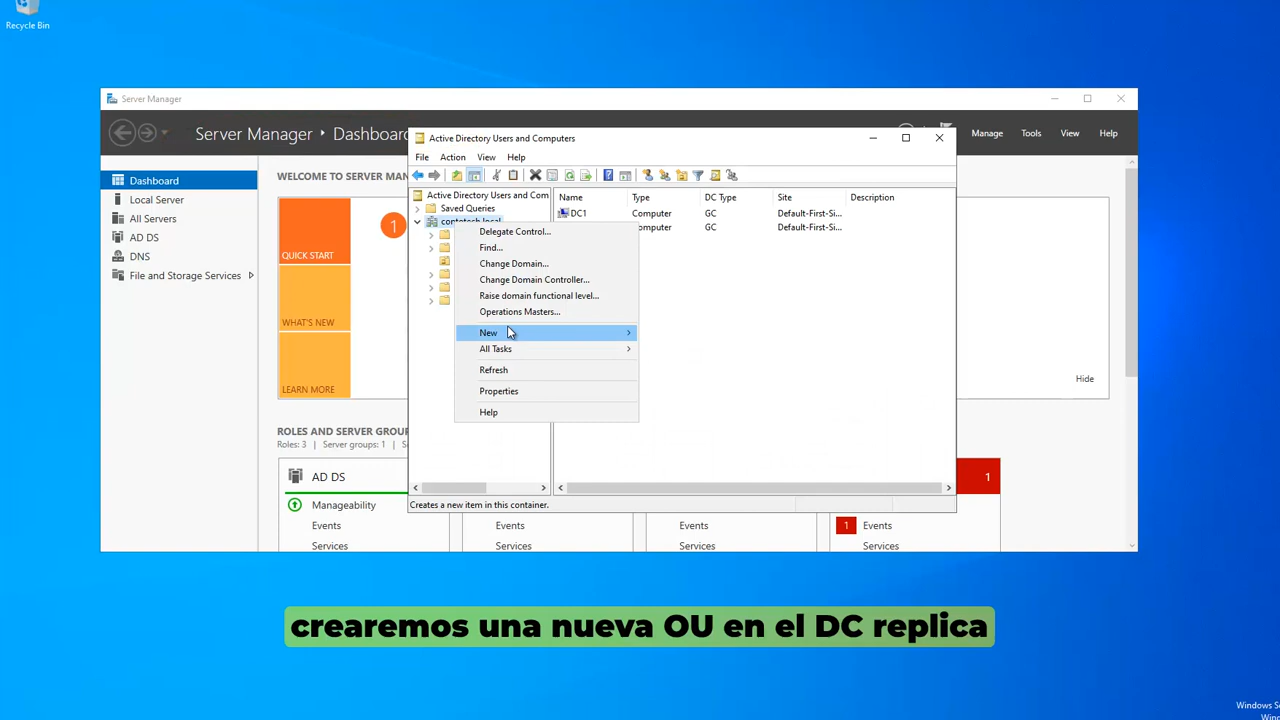 Recycle Bin
Server Manager
Server Manager
Dashboard
Manage
Tools
View
Help
Dashboard
Local Server
All Servers
AD DS
DNS
File and Storage Services
WELCOME TO SERVER MAN
QUICK START
WHAT'S NEW
LEARN MORE
1
Hide
ROLES AND SERVER GROU
Roles: 3 | Server groups: 1 | S
AD DS
1
Manageability
Events
Services
Events
Services
Events
Services
1 Events
Services
Active Directory Users and Computers
File Action View Help
Active Directory Users and Com
Saved Queries
Name Type DC Type Site Description
DC1 Computer GC Default-First-Si...
omputer GC Default-First-Si...
Delegate Control...
Find...
Change Domain...
Change Domain Controller...
Raise domain functional level...
Operations Masters...
New
All Tasks
Refresh
Properties
Help
Creates a new item in this container.
crearemos una nueva OU en el DC replica
Windows S